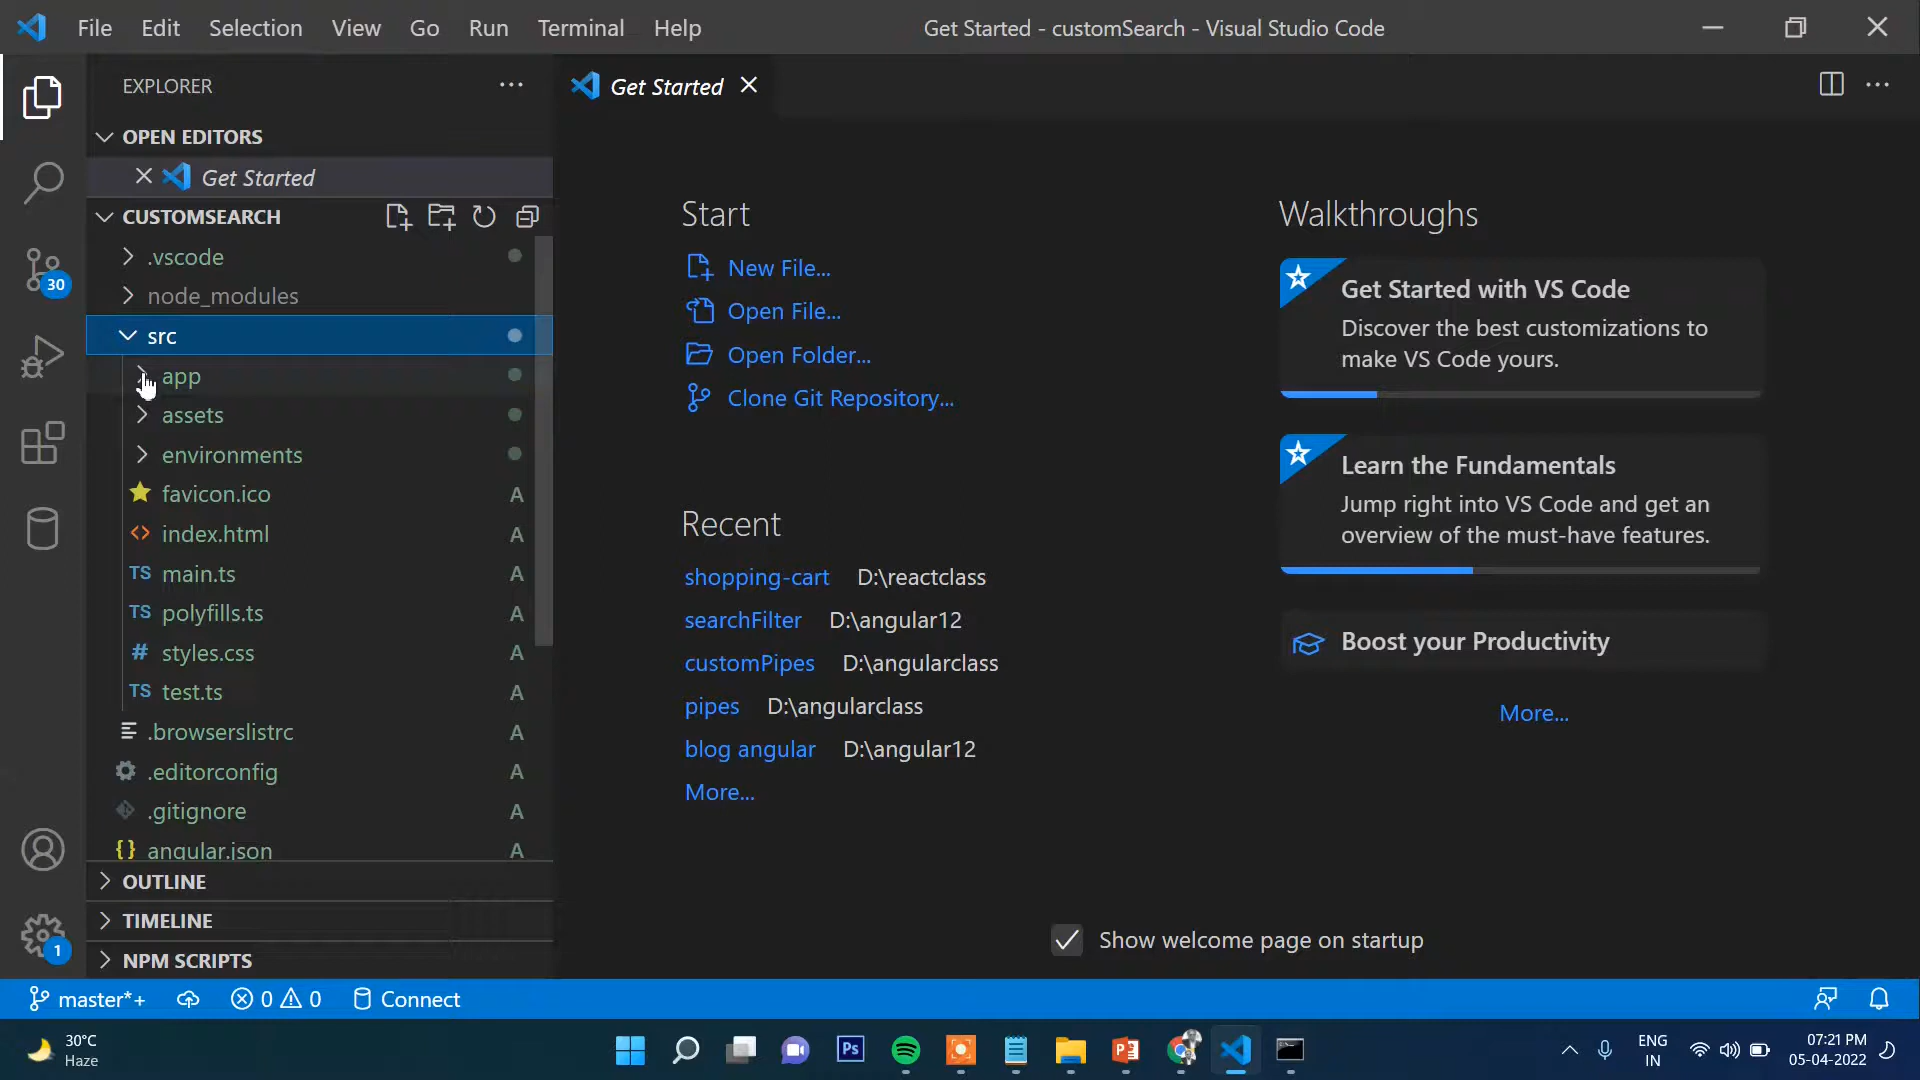 File Edit Selection View Go Run Terminal Help
Get Started - customSearch - Visual Studio Code
EXPLORER
Get Started
OPEN EDITORS
Get Started
CUSTOMSEARCH
.vscode
node_modules
src
app
assets
environments
favicon.ico A
index.html A
TS main.ts A
TS polyfills.ts A
# styles.css A
TS test.ts A
.browserslistrc A
.editorconfig A
.gitignore A
{} angular.json A
OUTLINE
TIMELINE
NPM SCRIPTS
30
1
Start
New File...
Open File...
Open Folder...
Clone Git Repository...
Recent
shopping-cart D:\reactclass
searchFilter D:\angular12
customPipes D:\angularclass
pipes D:\angularclass
blog angular D:\angular12
More...
Walkthroughs
Get Started with VS Code
Discover the best customizations to
make VS Code yours.
Learn the Fundamentals
Jump right into VS Code and get an
overview of the must-have features.
Boost your Productivity
More...
Show welcome page on startup
master*+ 0 0 Connect
30°C
Haze
Ps
P
ENG
IN
07:21 PM
05-04-2022